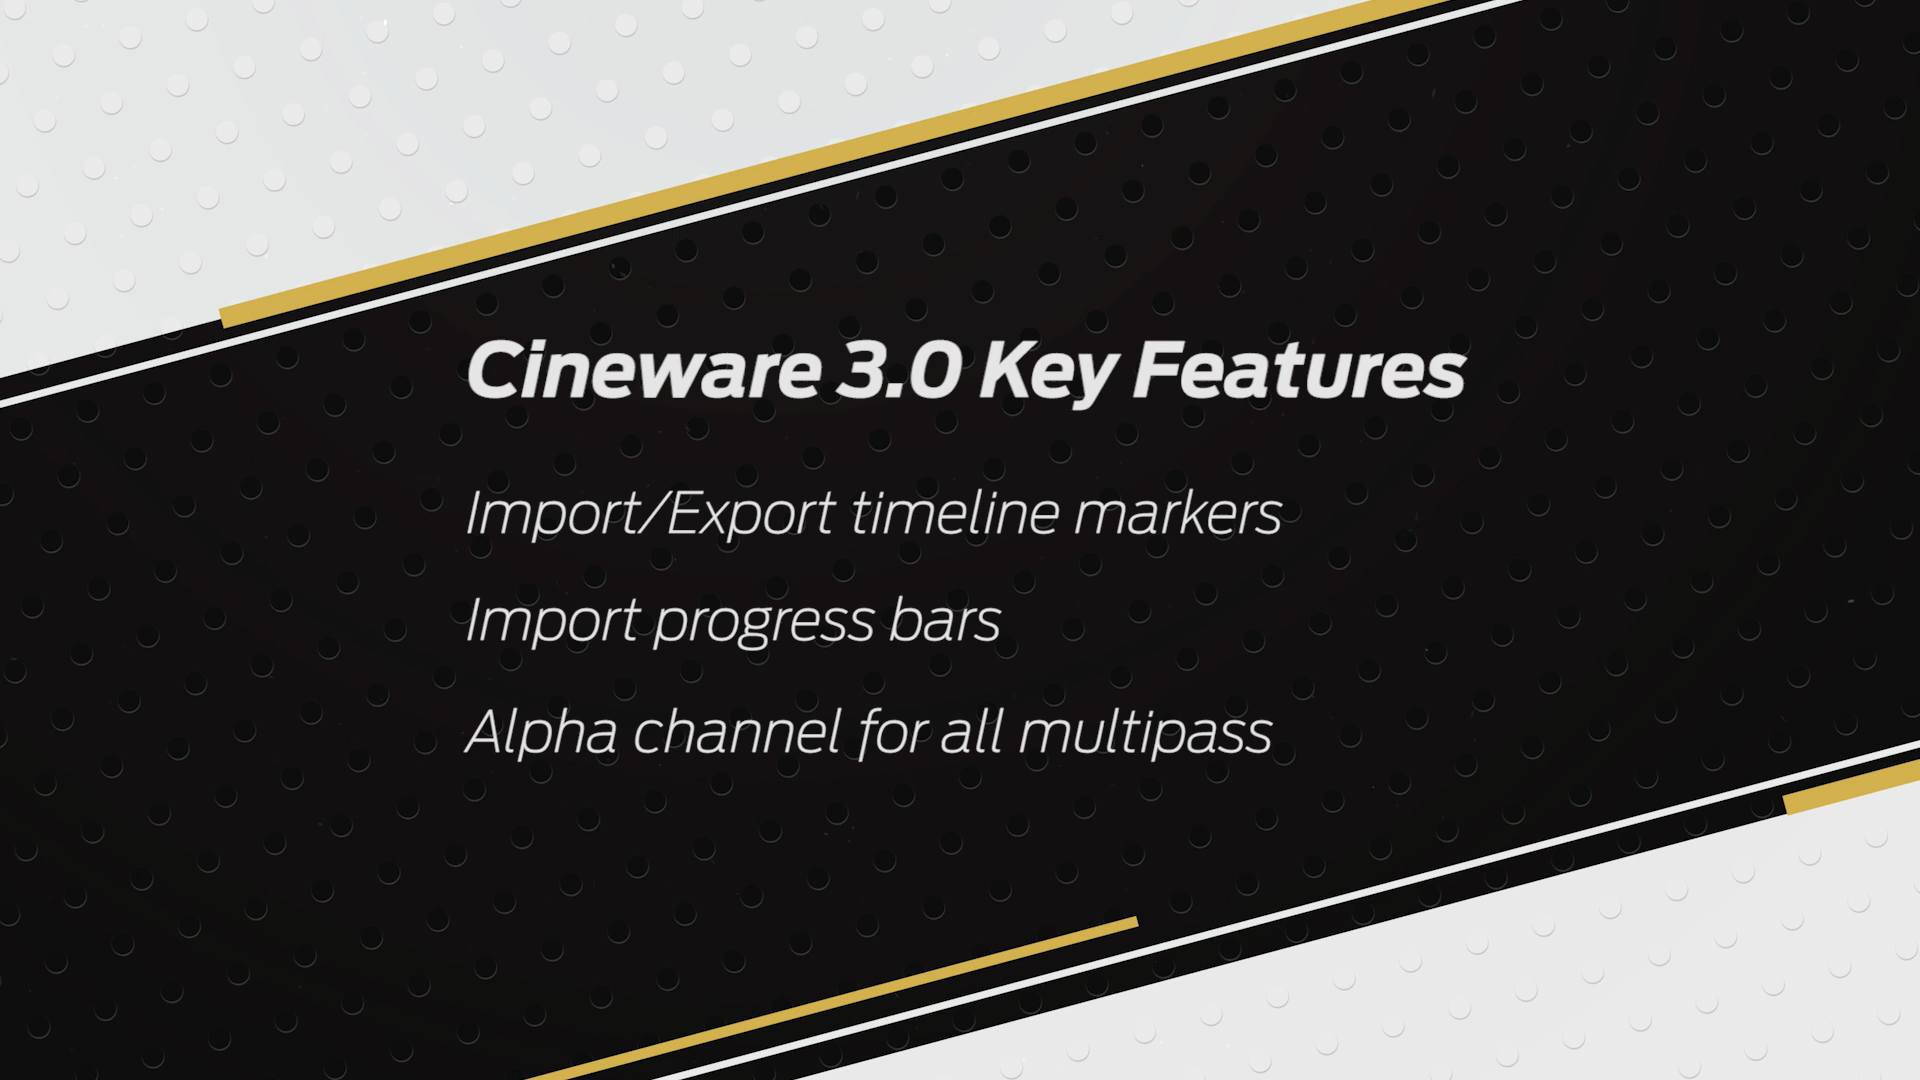 Cineware 3.0 Key Features
Import/Export timeline markers
Import progress bars
Alpha channel for all multipass